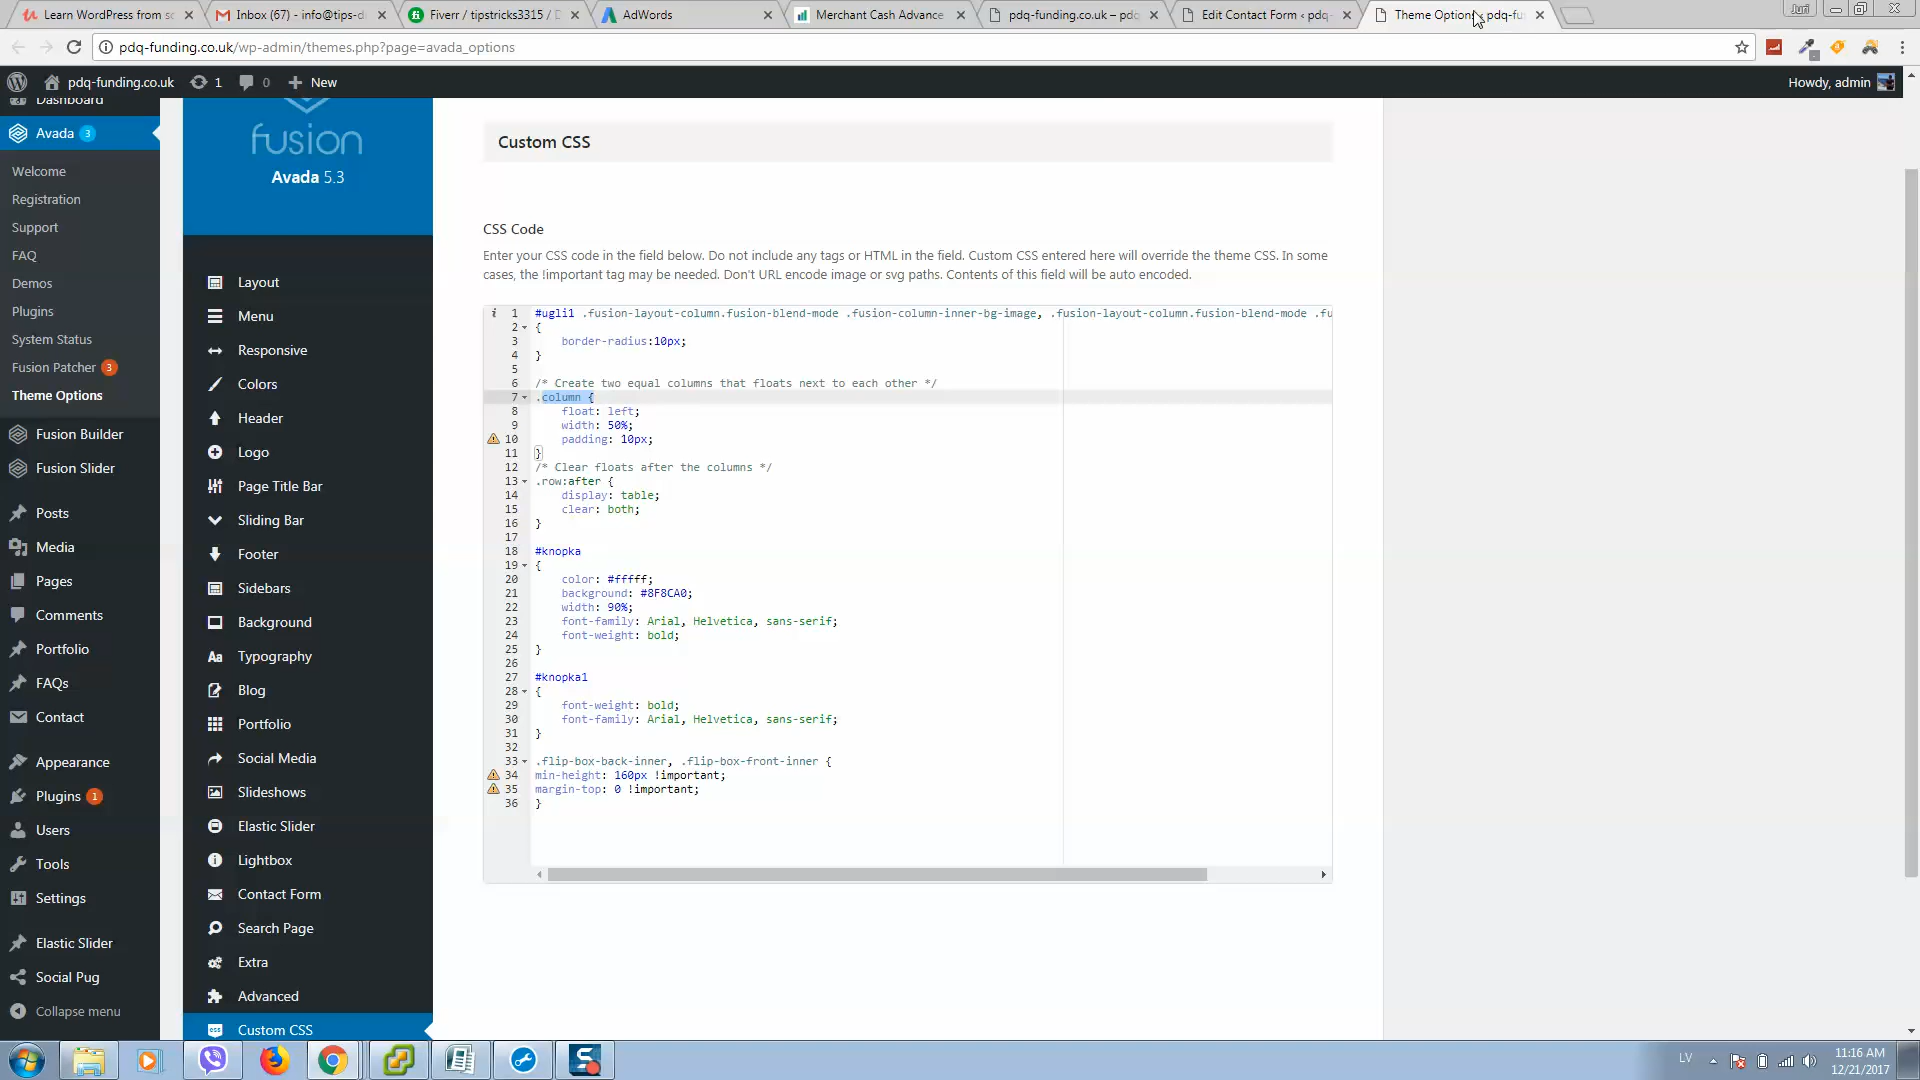 Learn WordPress from sc
Inbox (67) - info@tips-d
Fiverr / tipstricks3315 / D
AdWords
Merchant Cash Advance
pdq-funding.co.uk – pdq
Edit Contact Form ‹ pdq-
Theme Options ‹ pdq-fu
Juri
pdq-funding.co.uk/wp-admin/themes.php?page=avada_options
pdq-funding.co.uk
1
0
New
Howdy, admin
Dashboard
Avada 3
Welcome
Registration
Support
FAQ
Demos
Plugins
System Status
Fusion Patcher 3
Theme Options
Fusion Builder
Fusion Slider
Posts
Media
Pages
Comments
Portfolio
FAQs
Contact
Appearance
Plugins 1
Users
Tools
Settings
Elastic Slider
Social Pug
Collapse menu
fusion
Avada 5.3
Layout
Menu
Responsive
Colors
Header
Logo
Page Title Bar
Sliding Bar
Footer
Sidebars
Background
Aa Typography
Blog
Portfolio
Social Media
Slideshows
Elastic Slider
Lightbox
Contact Form
Search Page
Extra
Advanced
css Custom CSS
Custom CSS
CSS Code
Enter your CSS code in the field below. Do not include any tags or HTML in the field. Custom CSS entered here will override the theme CSS. In some
cases, the !important tag may be needed. Don't URL encode image or svg paths. Contents of this field will be auto encoded.
i 1 #ugli1 .fusion-layout-column.fusion-blend-mode .fusion-column-inner-bg-image, .fusion-layout-column.fusion-blend-mode .fu
2 {
3 border-radius:10px;
4 }
5
6 /* Create two equal columns that floats next to each other */
7 .column {
8 float: left;
9 width: 50%;
10 padding: 10px;
11 }
12 /* Clear floats after the columns */
13 .row:after {
14 display: table;
15 clear: both;
16 }
17
18 #knopka
19 {
20 color: #fffff;
21 background: #8F8CA0;
22 width: 90%;
23 font-family: Arial, Helvetica, sans-serif;
24 font-weight: bold;
25 }
26
27 #knopka1
28 {
29 font-weight: bold;
30 font-family: Arial, Helvetica, sans-serif;
31 }
32
33 .flip-box-back-inner, .flip-box-front-inner {
34 min-height: 160px !important;
35 margin-top: 0 !important;
36 }
LV
11:16 AM
12/21/2017